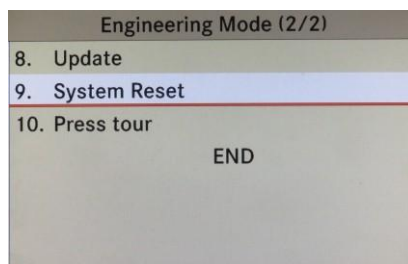 Engineering Mode (2/2)
8. Update
9. System Reset
10. Press tour
END